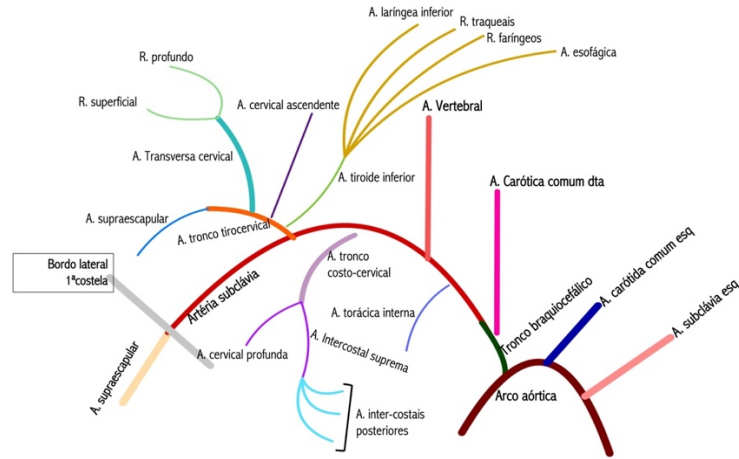 A. laríngea inferior
R. traqueais
R. faríngeos
A. esofágica
R. profundo
R. superficial
A. cervical ascendente
A. Vertebral
A. Transversa cervical
A. tiroide inferior
A. Carótica comum dta
A. supraescapular
A. tronco tirocervical
Bordo lateral
1ªcostela
Artéria subclávia
A. tronco
costo-cervical
A. torácica interna
Tronco braquiocefálico
A. carótida comum esq
A. subclávia esq
A. cervical profunda
A. Intercostal suprema
A. supraescapular
Arco aórtica
A. inter-costais
posteriores